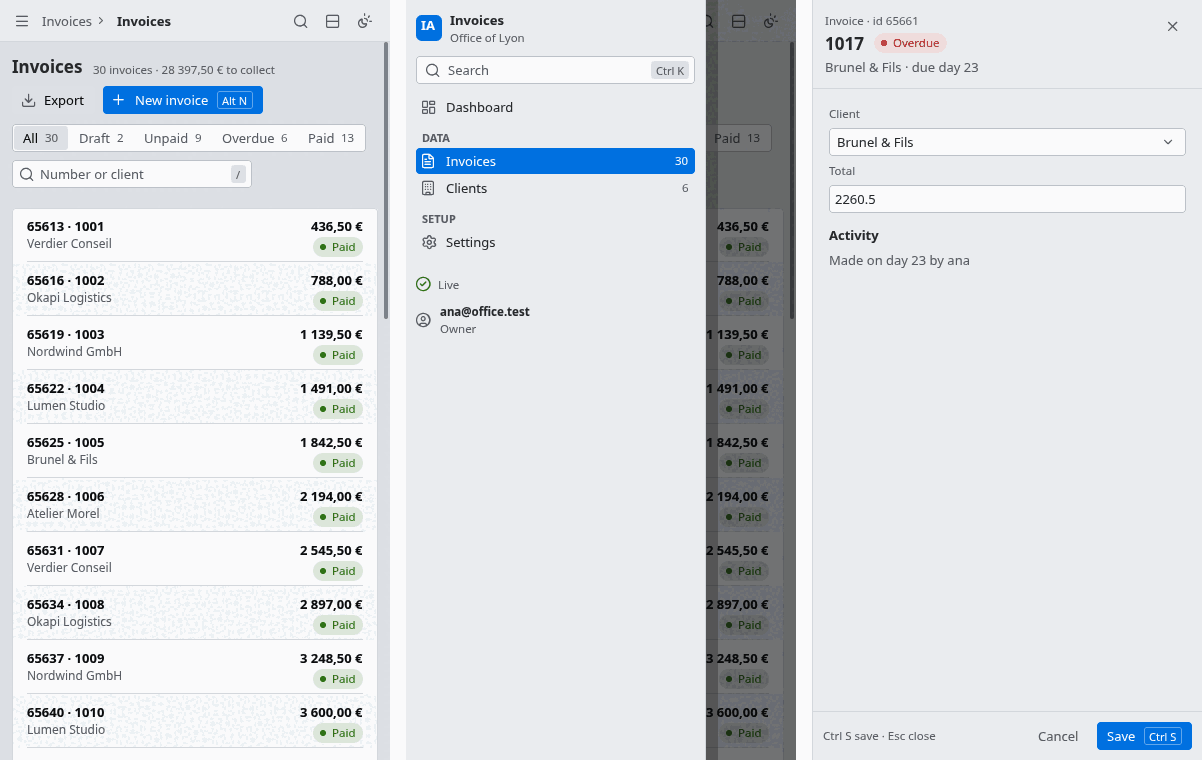 Invoices > Invoices
Invoices
30 invoices · 28 397,50 € to collect
Export
New invoice Alt N
All 30 Draft 2 Unpaid 9 Overdue 6 Paid 13
Number or client /
65613 · 1001 436,50 €
Verdier Conseil Paid
65616 · 1002 788,00 €
Okapi Logistics Paid
65619 · 1003 1 139,50 €
Nordwind GmbH Paid
65622 · 1004 1 491,00 €
Lumen Studio Paid
65625 · 1005 1 842,50 €
Brunel & Fils Paid
65628 · 1006 2 194,00 €
Atelier Morel Paid
65631 · 1007 2 545,50 €
Verdier Conseil Paid
65634 · 1008 2 897,00 €
Okapi Logistics Paid
65637 · 1009 3 248,50 €
Nordwind GmbH Paid
65640 · 1010 3 600,00 €
Lumen Studio Paid
IA
Invoices
Office of Lyon
Search Ctrl K
Dashboard
DATA
Invoices 30
Clients 6
SETUP
Settings
Live
ana@office.test
Owner
Paid 13
436,50 €
Paid
788,00 €
Paid
1 139,50 €
Paid
1 491,00 €
Paid
1 842,50 €
Paid
2 194,00 €
Paid
2 545,50 €
Paid
2 897,00 €
Paid
3 248,50 €
Paid
3 600,00 €
Paid
Invoice · id 65661
1017 Overdue
Brunel & Fils · due day 23
Client
Brunel & Fils
Total
2260.5
Activity
Made on day 23 by ana
Ctrl S save · Esc close
Cancel
Save Ctrl S